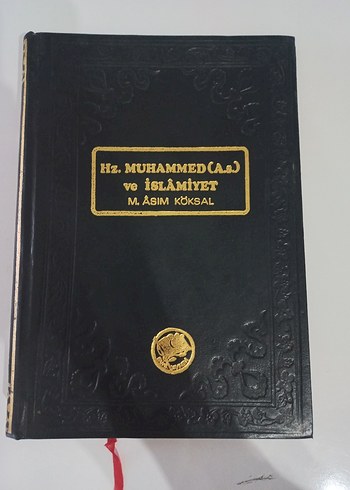 Hz. MUHAMMED (A.s.)
ve İSLÂMİYET
M. ÂSIM KÖKSAL